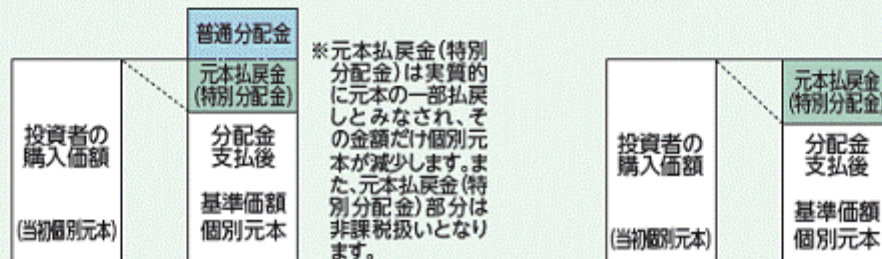 普通分配金
元本払戻金
(特別分配金)
投資者の
購入価額
(当初個別元本)
分配金
支払後
基準価額
個別元本
※元本払戻金(特別
分配金)は実質的
に元本の一部払戻
しとみなされ、そ
の金額だけ個別元
本が減少します。ま
た、元本払戻金(特
別分配金)部分は
非課税扱いとなり
ます。
投資者の
購入価額
(当初個別元本)
元本払戻金
(特別分配金)
分配金
支払後
基準価額
個別元本